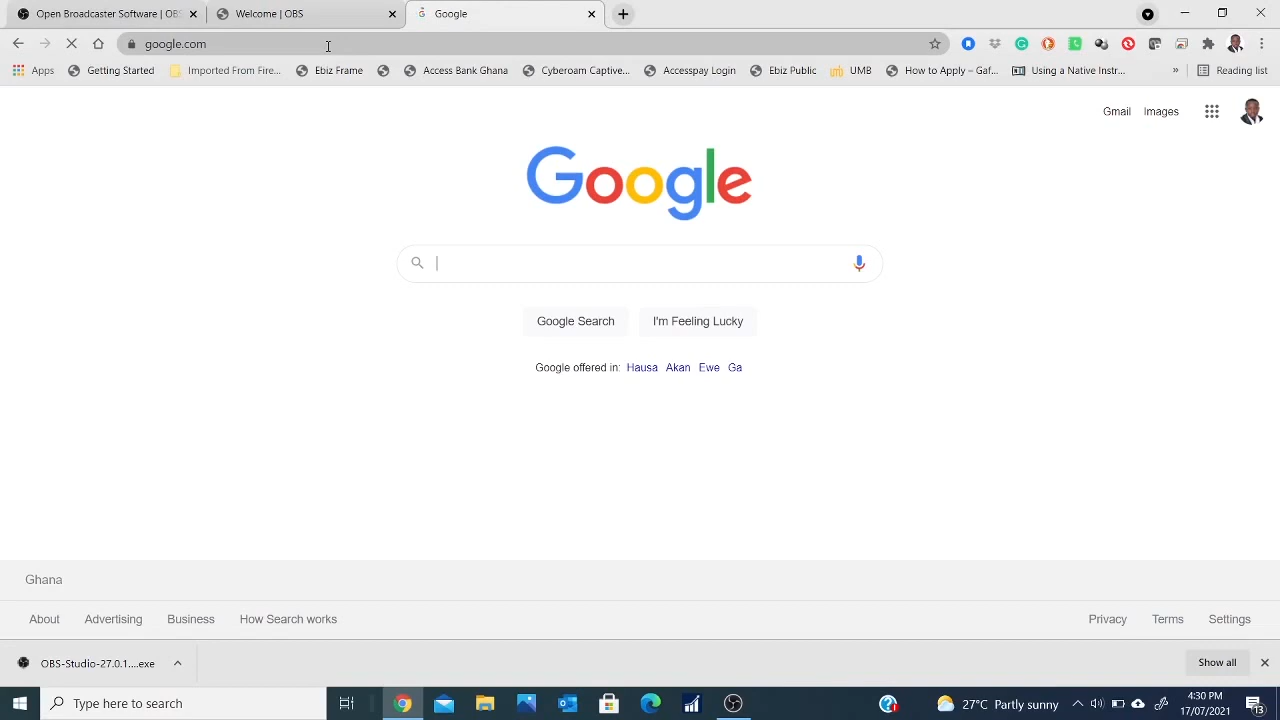 Open Broadcaster Software | OBS
Welcome | OBS
Google
google.com
Apps
Getting Started
Imported From Fire...
Ebiz Frame
Access Bank Ghana
Cyberoam Captive...
Accesspay Login
Ebiz Public
UMB
How to Apply – Gaf...
Using a Native Instr...
»
Reading list
Gmail Images
Google
Google Search
I'm Feeling Lucky
Google offered in: Hausa Akan Ewe Ga
Ghana
About Advertising Business How Search works
Privacy Terms Settings
OBS-Studio-27.0.1....exe
Show all
Type here to search
27°C Partly sunny
4:30 PM
17/07/2021
13